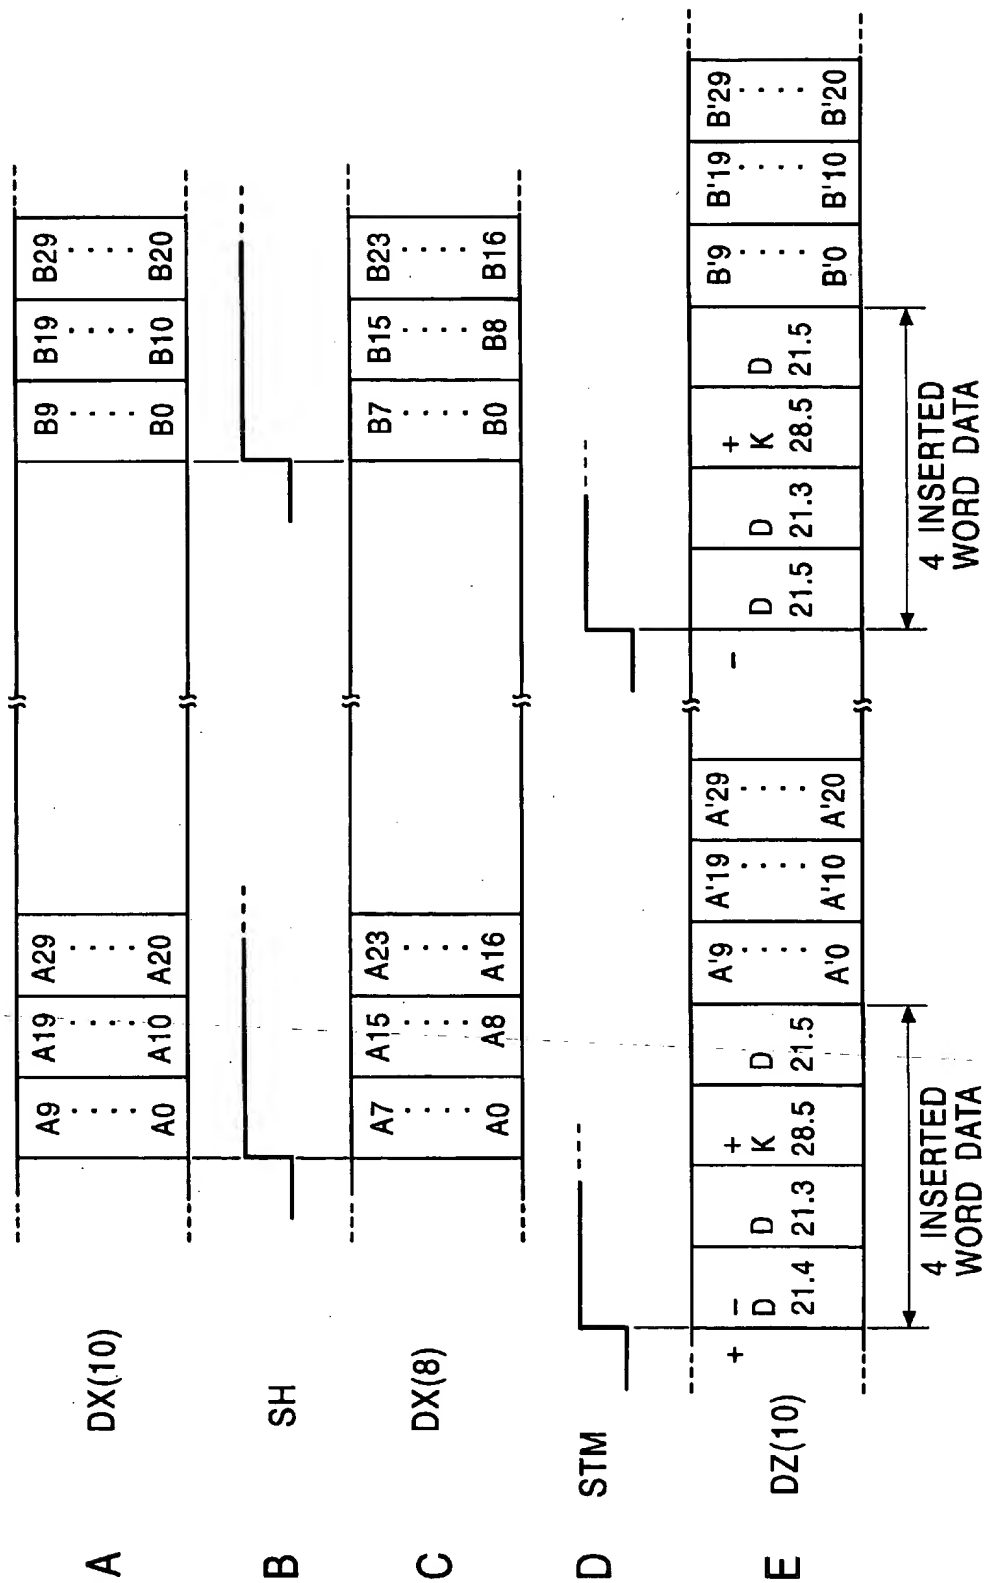 A DX(10)
A9 A19 A29 B9 B19 B29
.... .... .... .... .... ....
A0 A10 A20 B0 B10 B20
B SH
C DX(8)
A7 A15 A23 B7 B15 B23
.... .... .... .... .... ....
A0 A8 A16 B0 B8 B16
D STM
E DZ(10)
+ − + − +
D D K D A'9 A'19 A'29 D D K D B'9 B'19 B'29
.... .... .... .... .... ....
21.4 21.3 28.5 21.5 A'0 A'10 A'20 21.5 21.3 28.5 21.5 B'0 B'10 B'20
4 INSERTED
WORD DATA
4 INSERTED
WORD DATA